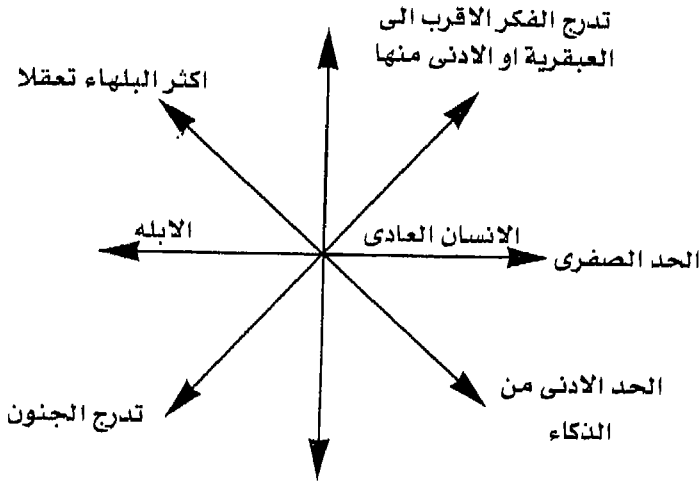 تدرج الفكر الاقرب الى
العبقرية او الادنى منها
اكثر البلهاء تعقلا
الانسان العادى
الابله
الحد الصفرى
الحد الادنى من
الذكاء
تدرج الجنون